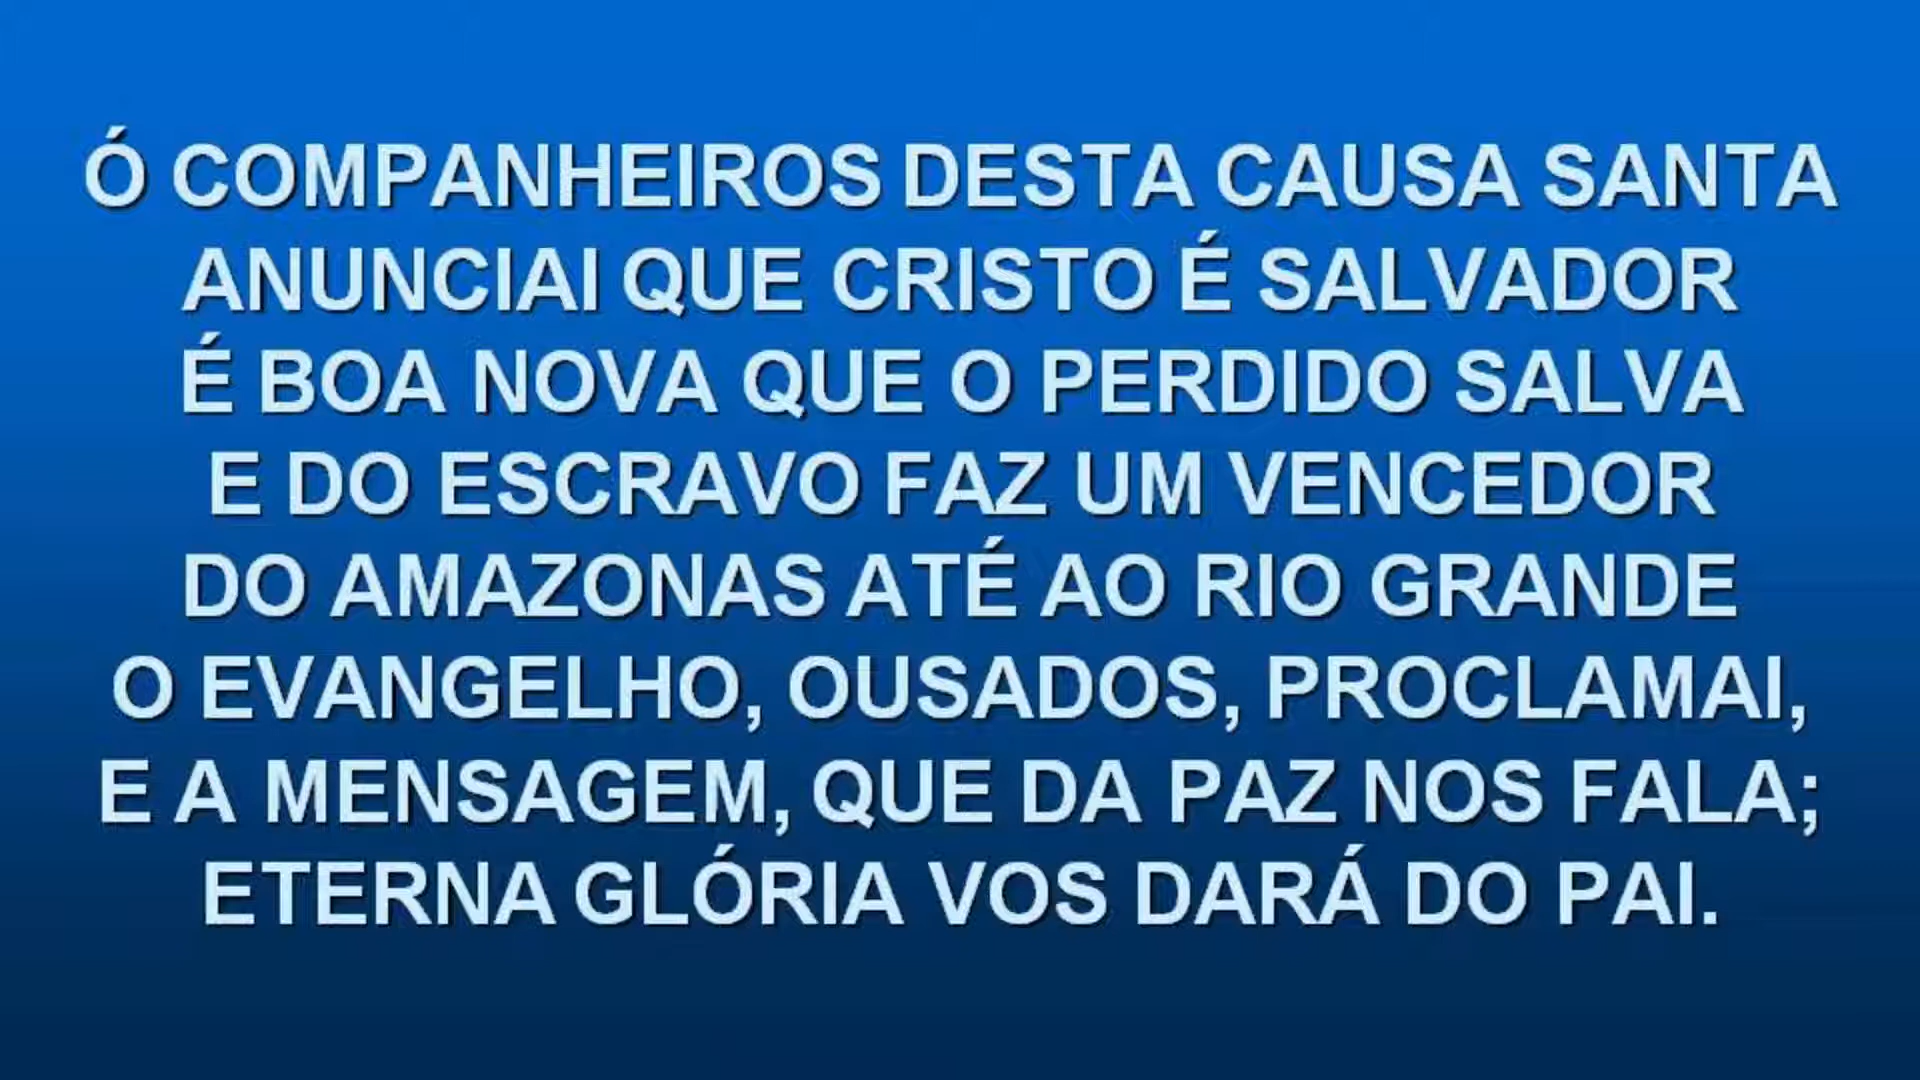 Ó COMPANHEIROS DESTA CAUSA SANTA
ANUNCIAI QUE CRISTO É SALVADOR
É BOA NOVA QUE O PERDIDO SALVA
E DO ESCRAVO FAZ UM VENCEDOR
DO AMAZONAS ATÉ AO RIO GRANDE
O EVANGELHO, OUSADOS, PROCLAMAI,
E A MENSAGEM, QUE DA PAZ NOS FALA;
ETERNA GLÓRIA VOS DARÁ DO PAI.